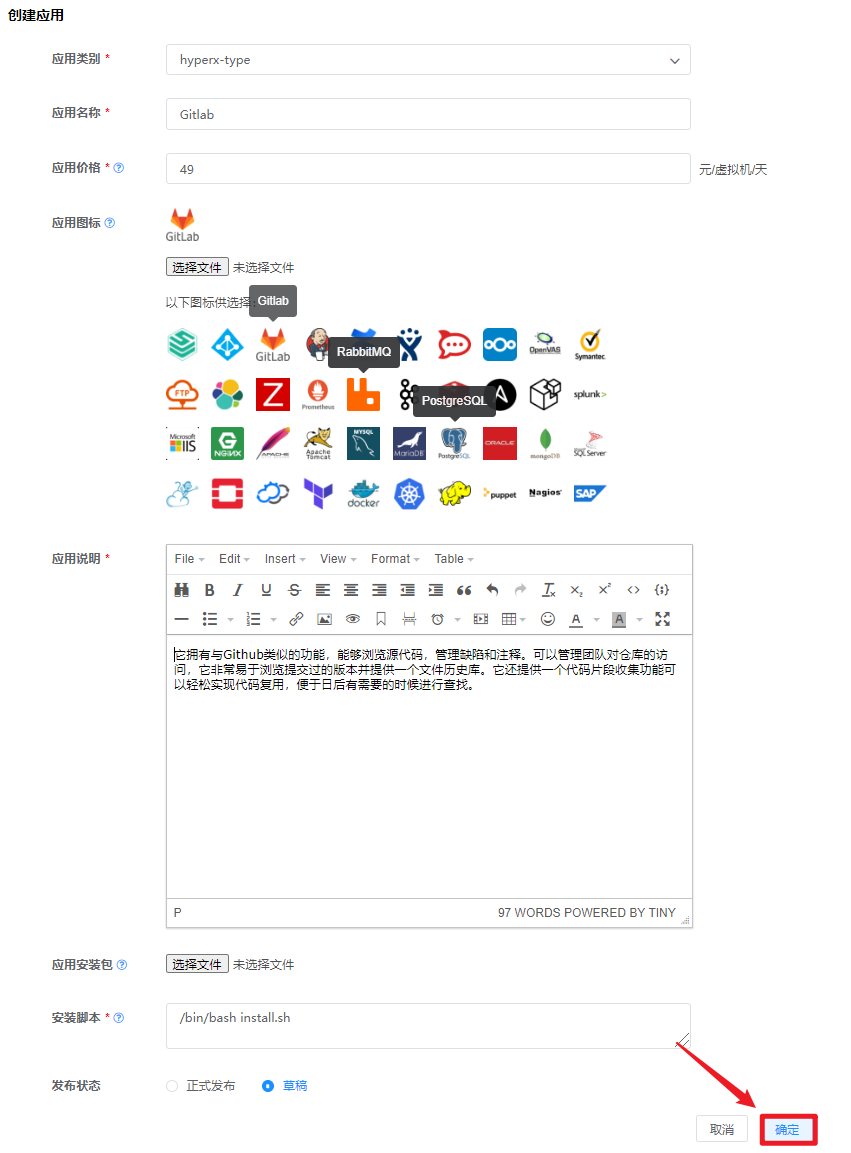 创建应用
应用类别 *
hyperx-type
应用名称 *
Gitlab
应用价格 *
49
元/虚拟机/天
应用图标
GitLab
选择文件 未选择文件
以下图标供选择:
Gitlab
GitLab
OpenVAS
Symantec
RabbitMQ
FTP
Z
Prometheus
PostgreSQL
A
splunk>
Microsoft IIS
G NGINX
APACHE
Apache Tomcat
MYSQL
MariaDB
PostgreSQL
ORACLE
mongoDB
SQL Server
docker
puppet
Nagios
SAP
应用说明 *
File Edit Insert View Format Table
它拥有与Github类似的功能，能够浏览源代码，管理缺陷和注释。可以管理团队对仓库的访
问，它非常易于浏览提交过的版本并提供一个文件历史库。它还提供一个代码片段收集功能可
以轻松实现代码复用，便于日后有需要的时候进行查找。
P
97 WORDS POWERED BY TINY
应用安装包
选择文件 未选择文件
安装脚本 *
/bin/bash install.sh
发布状态
正式发布 草稿
取消 确定